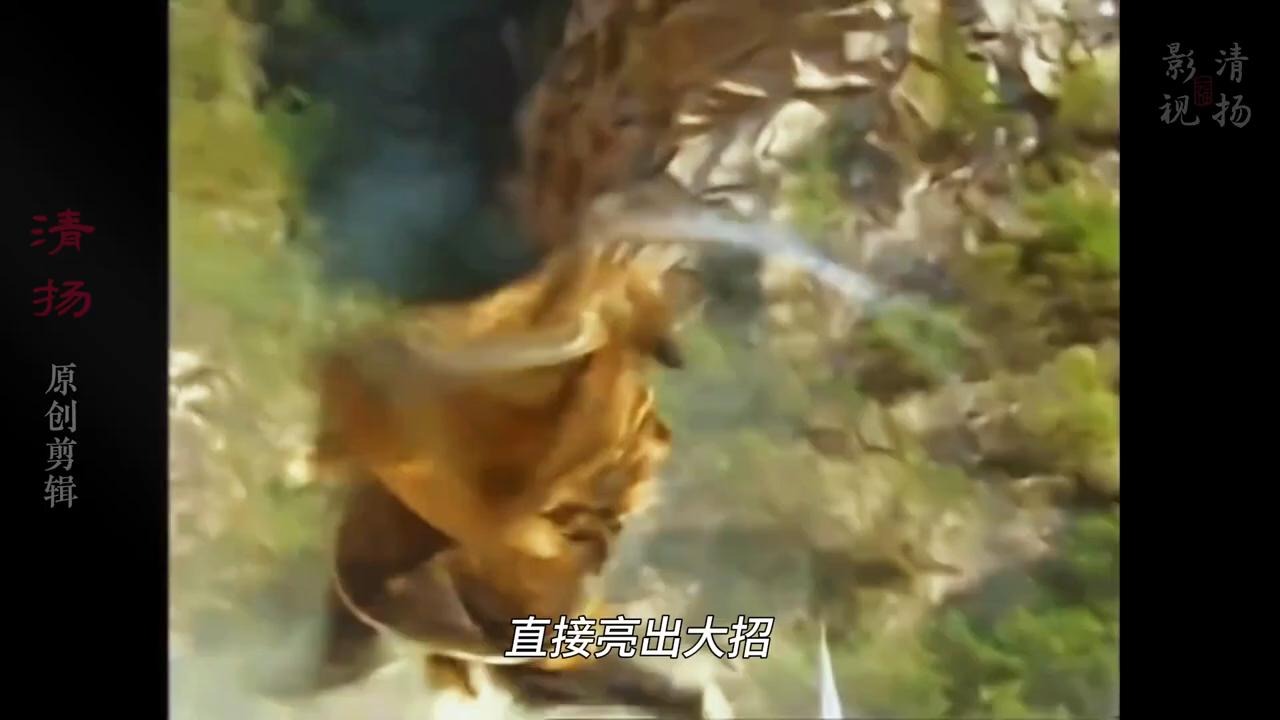 清扬
影视
清扬
原创剪辑
直接亮出大招